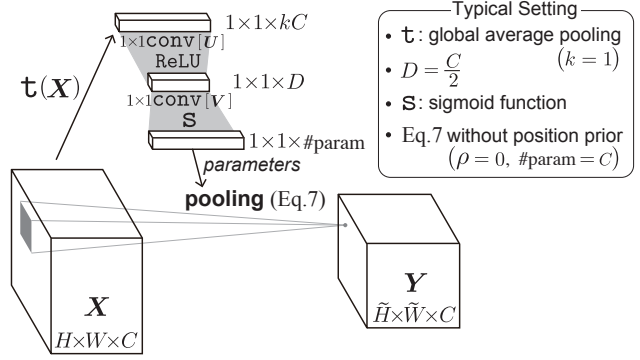 1×1×kC
1×1conv[U]
ReLU
t(X)
1×1×D
1×1conv[V]
s
1×1×#param
parameters
pooling (Eq.7)
X
H×W×C
Y
H̃×W̃×C
Typical Setting
• t: global average pooling
(k = 1)
• D = C/2
• s: sigmoid function
• Eq.7 without position prior
(ρ = 0, #param = C)